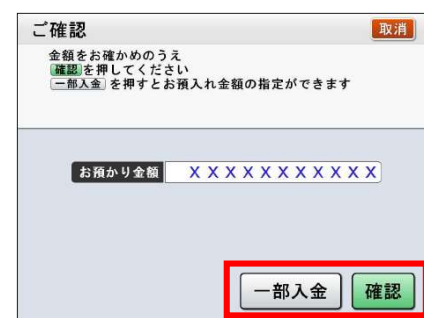 ご確認
取消
金額をお確かめのうえ
確認を押してください
一部入金を押すとお預入れ金額の指定ができます
お預かり金額 XXXXXXXXXXX
一部入金 確認